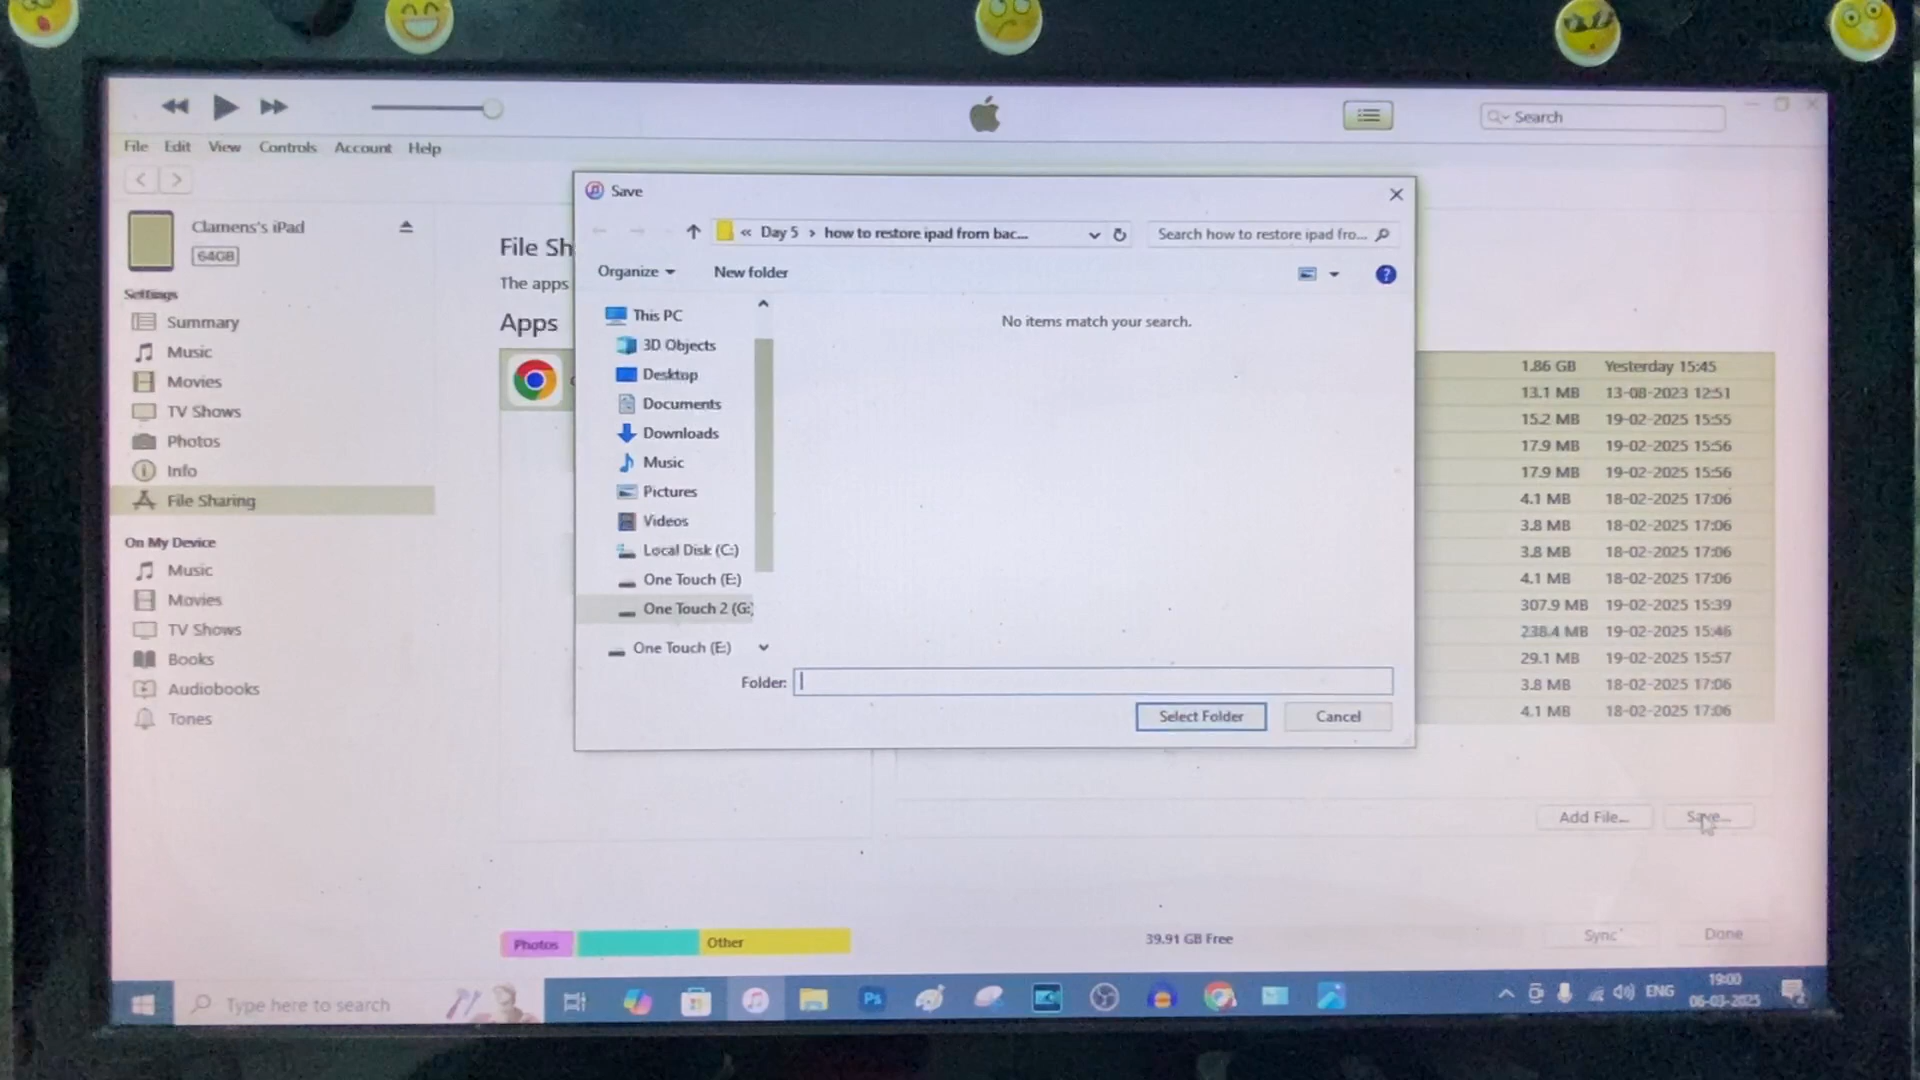 Search
File Edit View Controls Account Help
Clamens's iPad
64GB
Settings
Summary
Music
Movies
TV Shows
Photos
Info
File Sharing
On My Device
Music
Movies
TV Shows
Books
Audiobooks
Tones
File Sh
The apps
Apps
Save
« Day 5 > how to restore ipad from bac...
Search how to restore ipad fro...
Organize
New folder
?
This PC
3D Objects
Desktop
Documents
Downloads
Music
Pictures
Videos
Local Disk (C:)
One Touch (E:)
One Touch 2 (G:)
One Touch (E:)
No items match your search.
Folder:
Select Folder
Cancel
1.86 GB Yesterday 15:45
13.1 MB 13-08-2023 12:51
15.2 MB 19-02-2025 15:55
17.9 MB 19-02-2025 15:56
17.9 MB 19-02-2025 15:56
4.1 MB 18-02-2025 17:06
3.8 MB 18-02-2025 17:06
3.8 MB 18-02-2025 17:06
4.1 MB 18-02-2025 17:06
307.9 MB 19-02-2025 15:39
238.4 MB 19-02-2025 15:46
29.1 MB 19-02-2025 15:57
3.8 MB 18-02-2025 17:06
4.1 MB 18-02-2025 17:06
Add File...
Save...
Photos
Other
39.91 GB Free
Sync
Done
Type here to search
Ps
ENG
19:00
06-03-2025